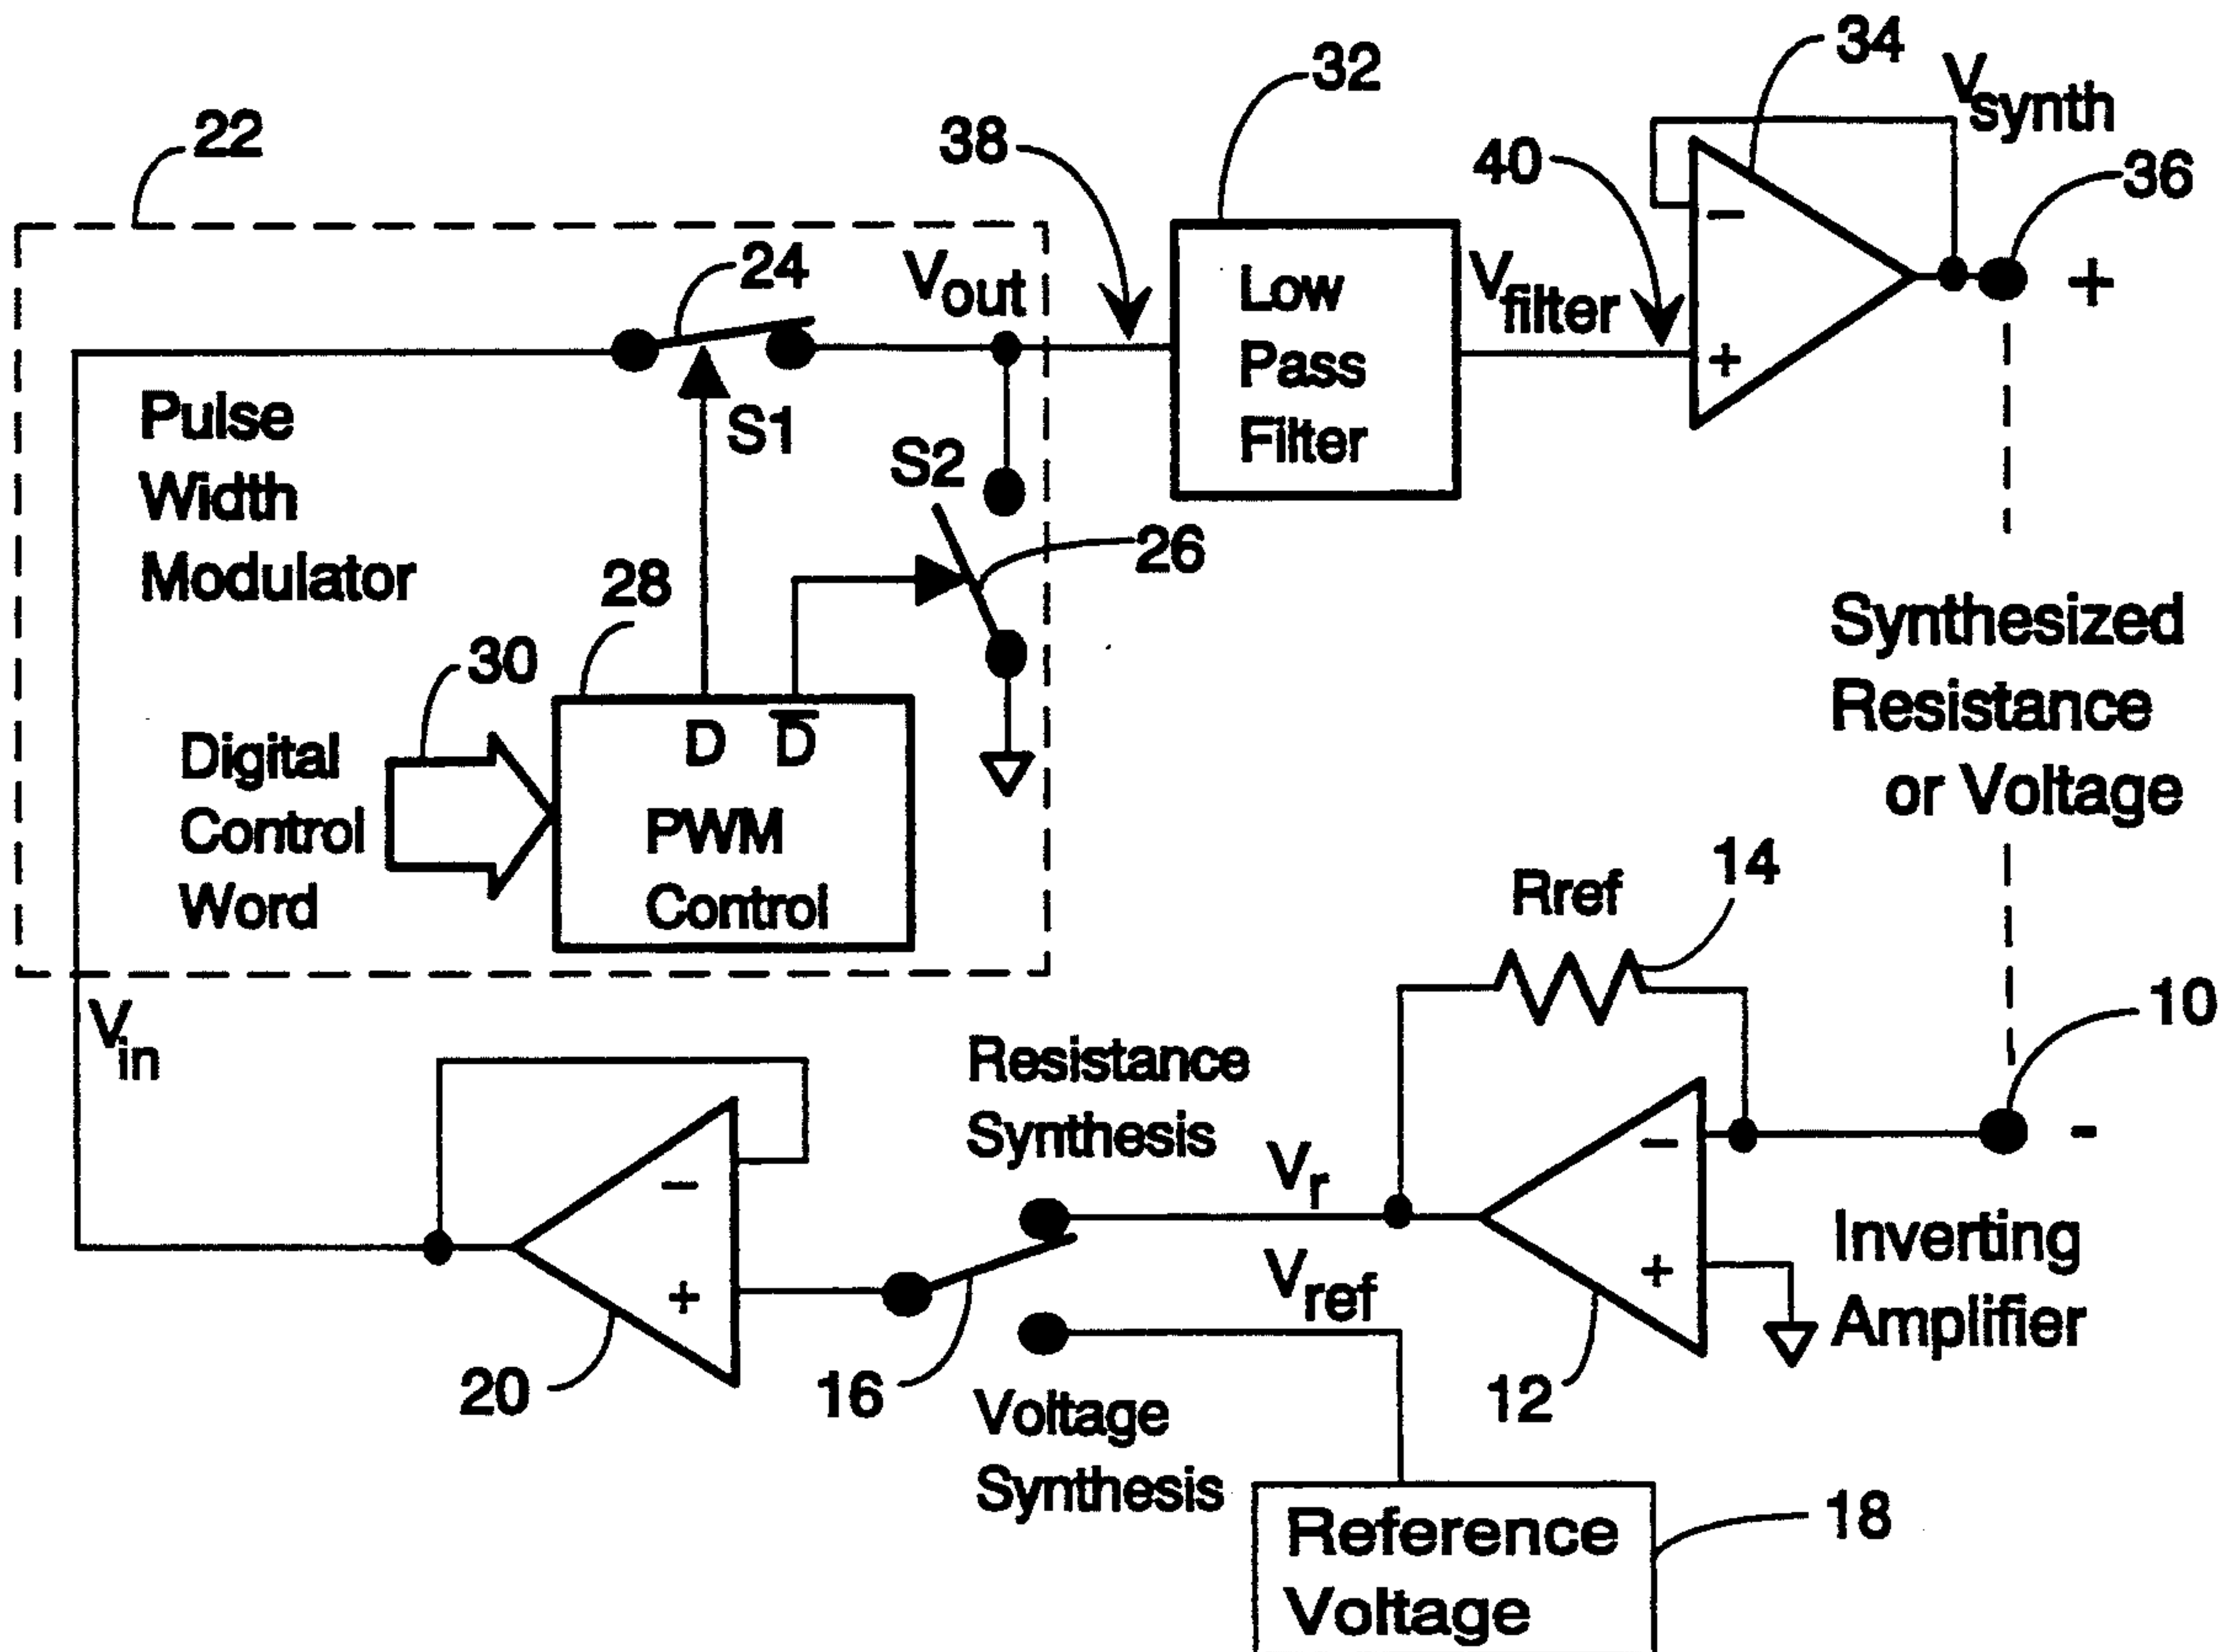 22
38
32
34
Vsynth
40
36
24
Vout
Low
Pass
Filter
Vfilter
-
+
+
Pulse
Width
Modulator
S1
S2
26
28
30
Digital
Control
Word
D D̅
PWM
Control
Synthesized
Resistance
or Voltage
Rref
14
10
Vin
Resistance
Synthesis
Vr
-
-
-
+
+
Vref
Inverting
Amplifier
20
16
12
Voltage
Synthesis
Reference
Voltage
18